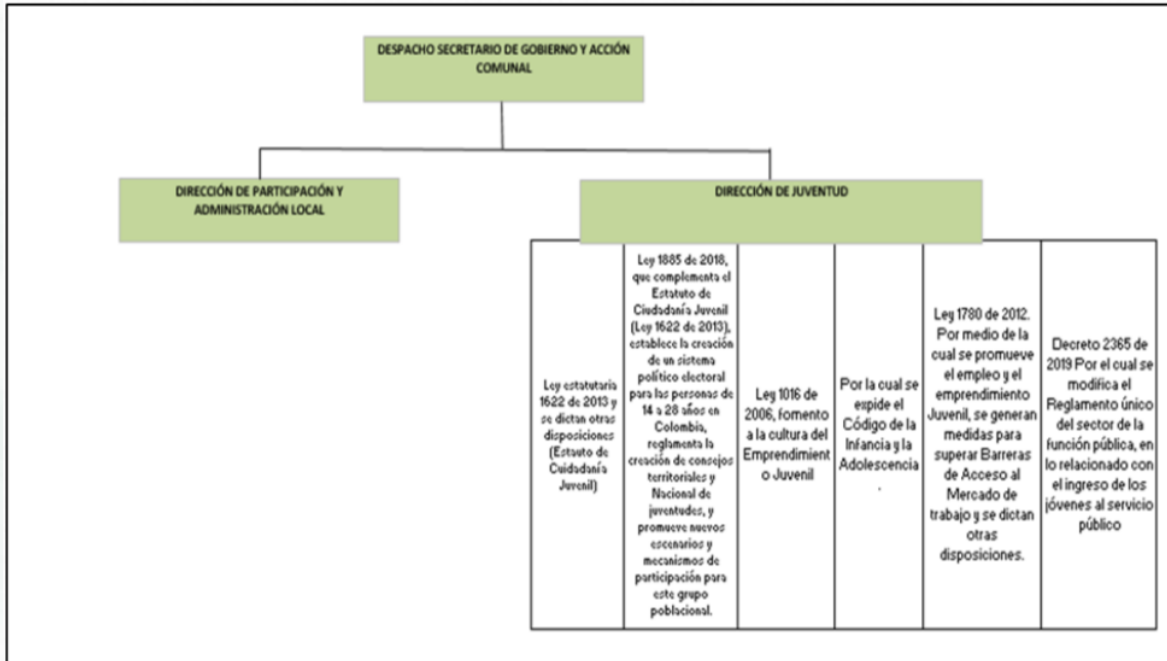 DESPACHO SECRETARIO DE GOBIERNO Y ACCIÓN
COMUNAL
DIRECCIÓN DE PARTICIPACIÓN Y
ADMINISTRACIÓN LOCAL
DIRECCIÓN DE JUVENTUD
Ley estatutaria
1622 de 2013 y
se dictan otras
disposiciones
(Estauto de
Cuidadanía
Juvenil)
Ley 1885 de 2018,
que complementa el
Estatuto de
Ciudadanía Juvenil
(Ley 1622 de 2013),
establece la creación
de un sistema
político electoral
para las personas de
14 a 28 años en
Colombia,
reglamenta la
creación de consejos
territoriales y
Nacional de
juventudes, y
promueve nuevos
escenarios y
mecanismos de
participación para
este grupo
poblacional.
Ley 1016 de
2006, fomento
a la cultura del
Emprendimient
o Juvenil
Por la cual se
expide el
Código de la
Infancia y la
Adolescencia
.
Ley 1780 de 2012.
Por medio de la
cual se promueve
el empleo y el
emprendimiento
Juvenil, se generan
medidas para
superar Barreras
de Acceso al
Mercado de
trabajo y se dictan
otras
disposiciones.
Decreto 2365 de
2019 Por el cual se
modifica el
Reglamento único
del sector de la
función pública, en
lo relacionado con
el ingreso de los
jóvenes al servicio
público